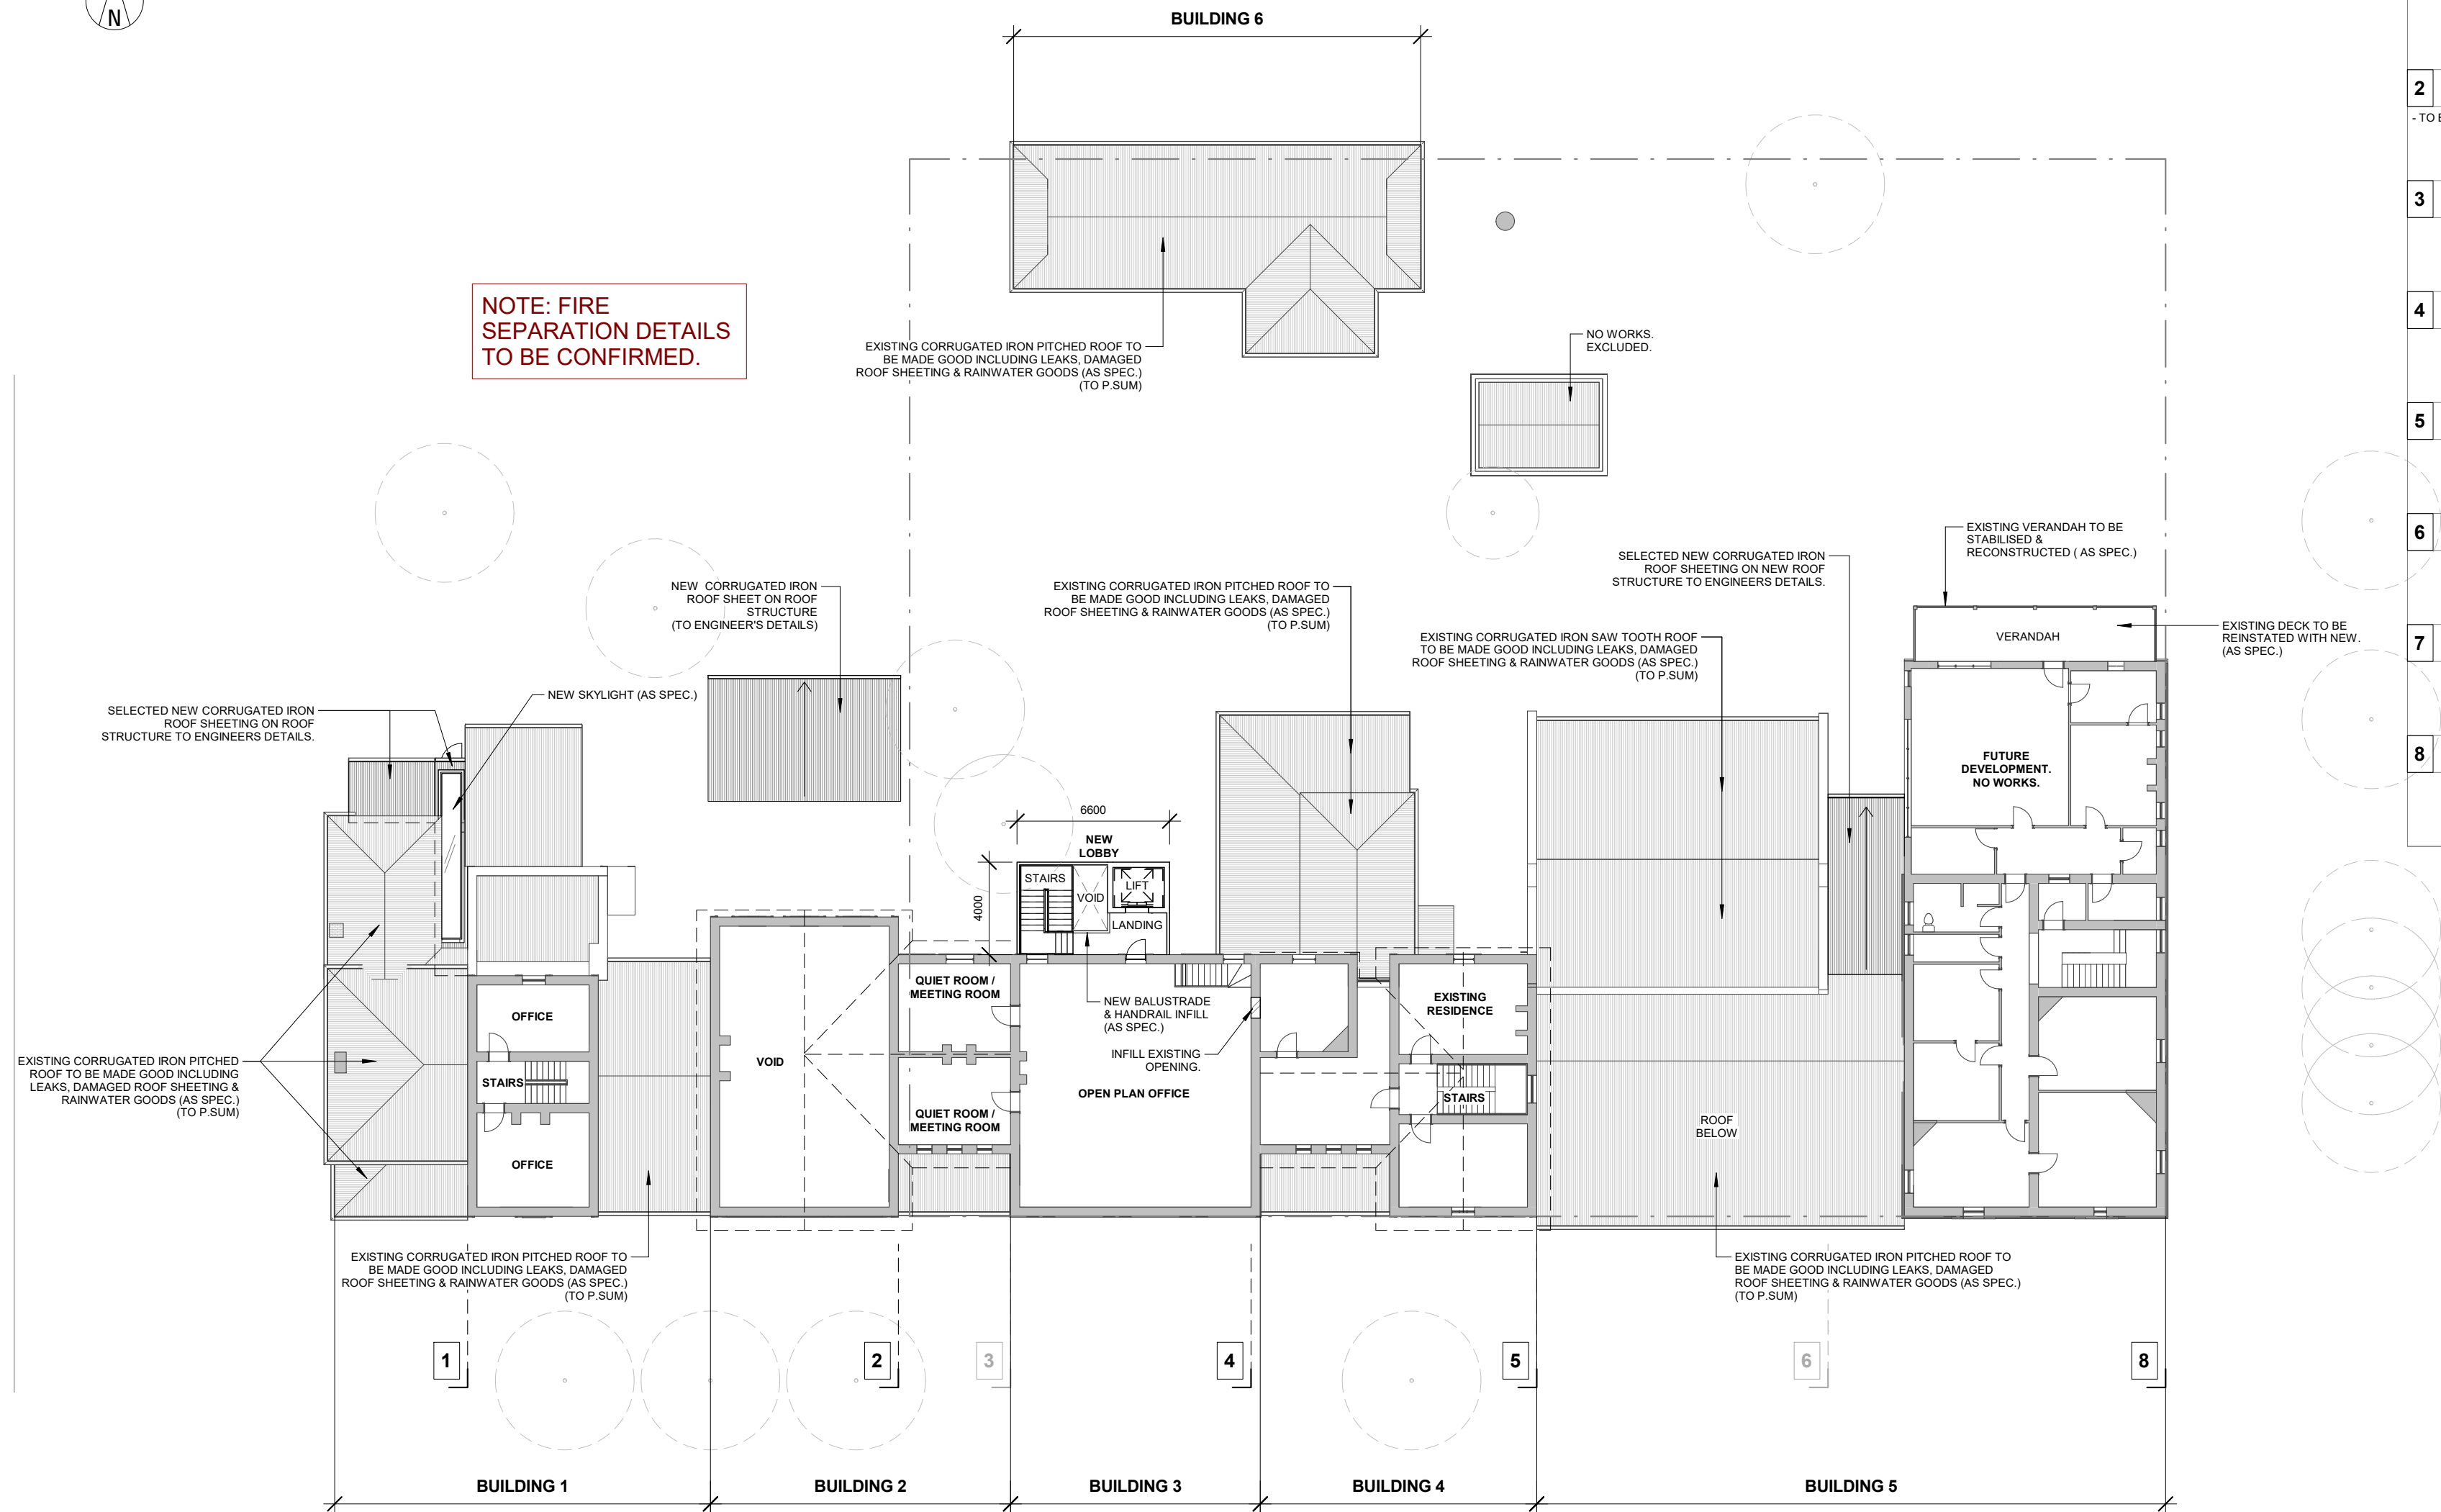 N
BUILDING 6
2
- TO
3
4
5
6
7
8
NOTE: FIRE
SEPARATION DETAILS
TO BE CONFIRMED.
EXISTING CORRUGATED IRON PITCHED ROOF TO
BE MADE GOOD INCLUDING LEAKS, DAMAGED
ROOF SHEETING & RAINWATER GOODS (AS SPEC.)
(TO P.SUM)
NO WORKS.
EXCLUDED.
EXISTING VERANDAH TO BE
STABILISED &
RECONSTRUCTED ( AS SPEC.)
SELECTED NEW CORRUGATED IRON
ROOF SHEETING ON NEW ROOF
STRUCTURE TO ENGINEERS DETAILS.
NEW CORRUGATED IRON
ROOF SHEET ON ROOF
STRUCTURE
(TO ENGINEER'S DETAILS)
EXISTING CORRUGATED IRON PITCHED ROOF TO
BE MADE GOOD INCLUDING LEAKS, DAMAGED
ROOF SHEETING & RAINWATER GOODS (AS SPEC.)
(TO P.SUM)
EXISTING CORRUGATED IRON SAW TOOTH ROOF
TO BE MADE GOOD INCLUDING LEAKS, DAMAGED
ROOF SHEETING & RAINWATER GOODS (AS SPEC.)
(TO P.SUM)
VERANDAH
EXISTING DECK TO BE
REINSTATED WITH NEW.
(AS SPEC.)
NEW SKYLIGHT (AS SPEC.)
SELECTED NEW CORRUGATED IRON
ROOF SHEETING ON ROOF
STRUCTURE TO ENGINEERS DETAILS.
FUTURE
DEVELOPMENT.
NO WORKS.
6600
NEW
LOBBY
4000
STAIRS
VOID
LIFT
LANDING
QUIET ROOM /
MEETING ROOM
NEW BALUSTRADE
& HANDRAIL INFILL
(AS SPEC.)
EXISTING
RESIDENCE
OFFICE
INFILL EXISTING
OPENING.
VOID
EXISTING CORRUGATED IRON PITCHED
ROOF TO BE MADE GOOD INCLUDING
LEAKS, DAMAGED ROOF SHEETING &
RAINWATER GOODS (AS SPEC.)
(TO P.SUM)
STAIRS
OPEN PLAN OFFICE
STAIRS
QUIET ROOM /
MEETING ROOM
ROOF
BELOW
OFFICE
EXISTING CORRUGATED IRON PITCHED ROOF TO
BE MADE GOOD INCLUDING LEAKS, DAMAGED
ROOF SHEETING & RAINWATER GOODS (AS SPEC.)
(TO P.SUM)
EXISTING CORRUGATED IRON PITCHED ROOF TO
BE MADE GOOD INCLUDING LEAKS, DAMAGED
ROOF SHEETING & RAINWATER GOODS (AS SPEC.)
(TO P.SUM)
1
2
3
4
5
6
8
BUILDING 1
BUILDING 2
BUILDING 3
BUILDING 4
BUILDING 5